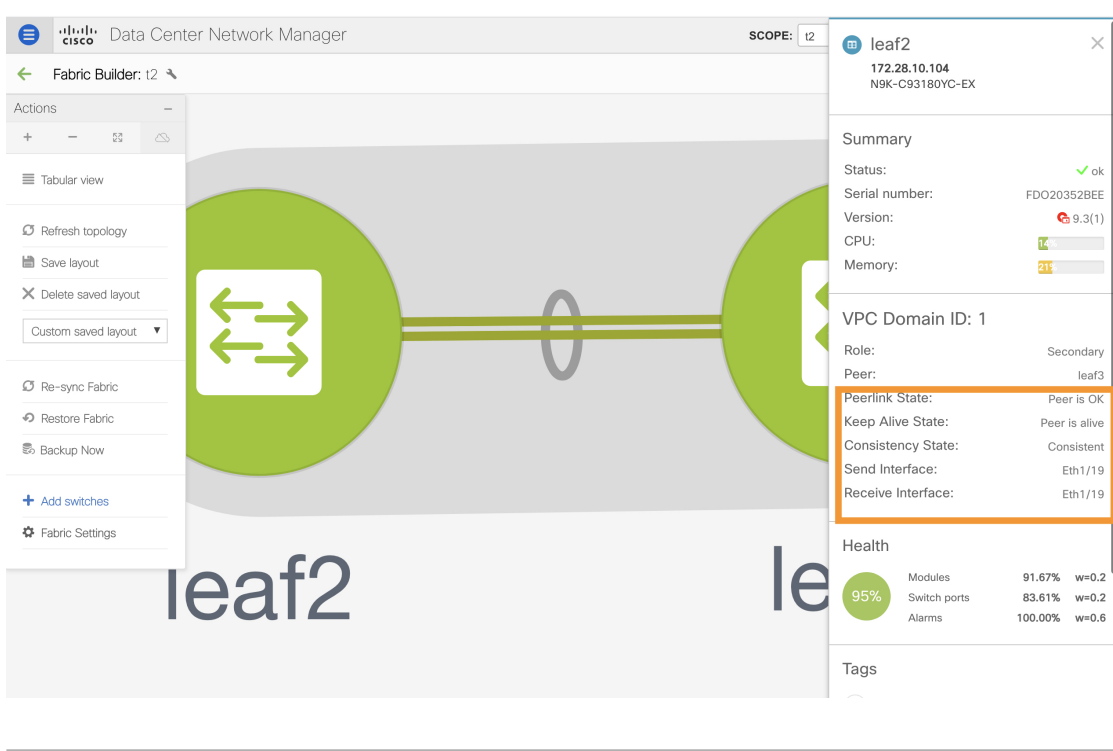 cisco Data Center Network Manager
SCOPE: t2
Fabric Builder: t2
Actions
Tabular view
Refresh topology
Save layout
Delete saved layout
Custom saved layout
Re-sync Fabric
Restore Fabric
Backup Now
Add switches
Fabric Settings
leaf2
le
leaf2
172.28.10.104
N9K-C93180YC-EX
Summary
Status: ok
Serial number: FDO20352BEE
Version: 9.3(1)
CPU: 14%
Memory: 21%
VPC Domain ID: 1
Role: Secondary
Peer: leaf3
Peerlink State: Peer is OK
Keep Alive State: Peer is alive
Consistency State: Consistent
Send Interface: Eth1/19
Receive Interface: Eth1/19
Health
95%
Modules 91.67% w=0.2
Switch ports 83.61% w=0.2
Alarms 100.00% w=0.6
Tags